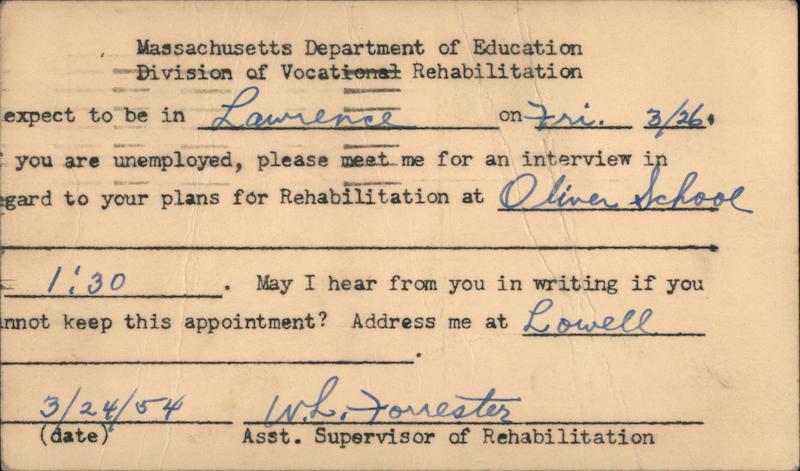 Massachusetts Department of Education
Division of Vocational Rehabilitation
expect to be in Lawrence on Fri. 3/26.
you are unemployed, please meet me for an interview in
gard to your plans for Rehabilitation at Oliver School
1:30. May I hear from you in writing if you
nnot keep this appointment? Address me at Lowell
.
3/24/54 W.L. Forrester
(date) Asst. Supervisor of Rehabilitation